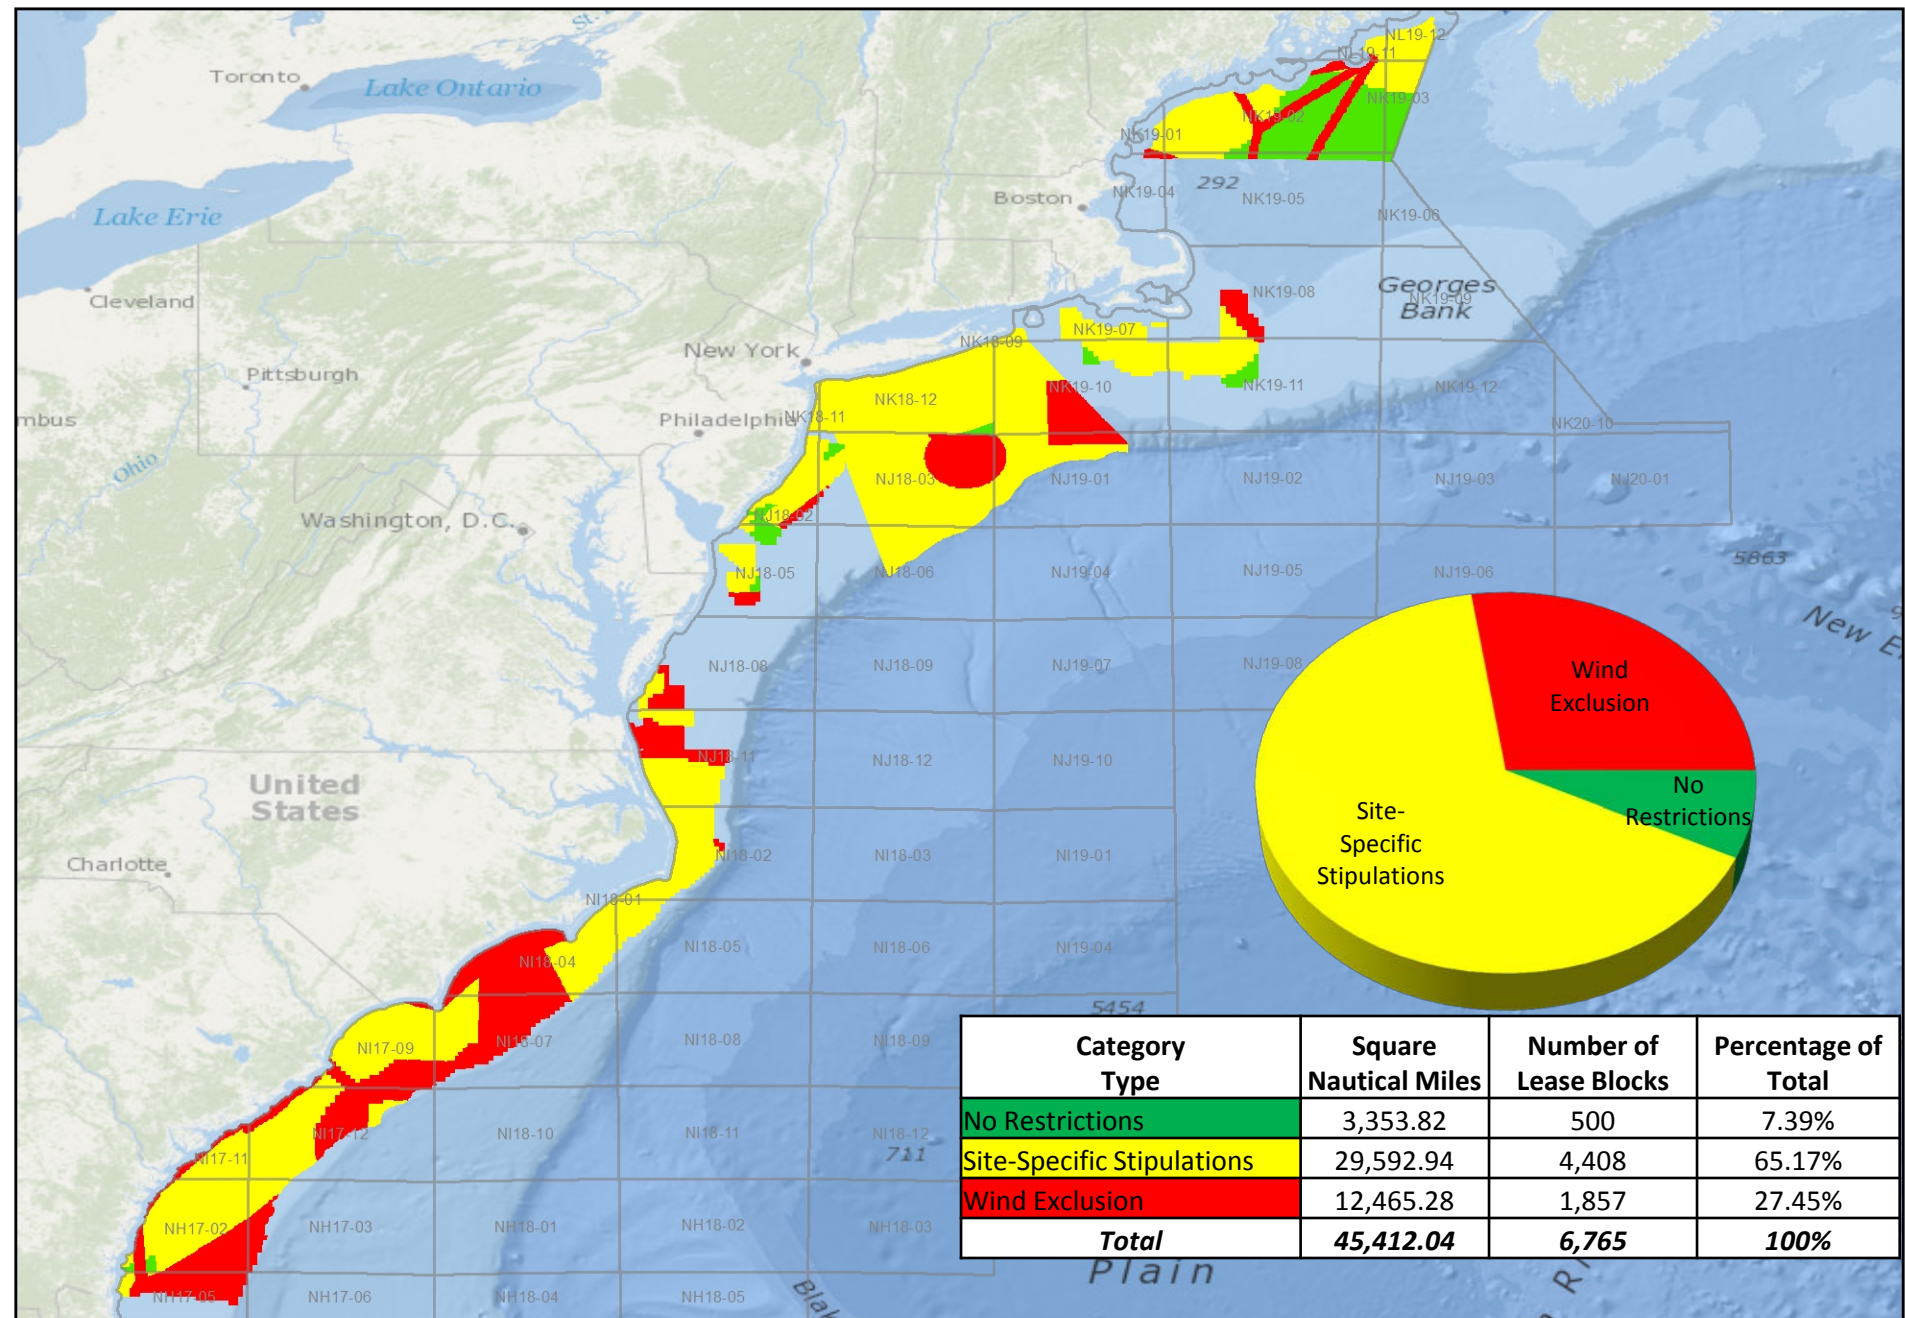 St.
Toronto
Lake Ontario
Lake Erie
Cleveland
Pittsburgh
mbus
Ohio
Boston
New York
Philadelphia
Washington, D.C.
United
States
Charlotte
Georges
Bank
292
5863
New E
5454
711
Plain
Blak
NL19-12
NL19-11
NK19-03
NK19-02
NK19-01
NK19-04
NK19-05
NK19-06
NK19-08
NK19-09
NK19-07
NK18-09
NK18-12
NK19-10
NK19-11
NK19-12
NK18-11
NK20-10
NJ18-03
NJ19-01
NJ19-02
NJ19-03
NJ20-01
NJ18-02
NJ18-05
NJ18-06
NJ19-04
NJ19-05
NJ19-06
NJ18-08
NJ18-09
NJ19-07
NJ19-08
NJ18-11
NJ18-12
NJ19-10
NI18-02
NI18-03
NI19-01
NI18-01
NI18-04
NI18-05
NI18-06
NI19-04
NI17-09
NI18-07
NI18-08
NI18-09
NI17-12
NI18-10
NI18-11
NI18-12
NI17-11
NH17-02
NH17-03
NH18-01
NH18-02
NH18-03
NH17-05
NH17-06
NH18-04
NH18-05
Wind
Exclusion
No
Restrictions
Site-
Specific
Stipulations
Category Type Square Nautical Miles Number of Lease Blocks Percentage of Total
No Restrictions 3,353.82 500 7.39%
Site-Specific Stipulations 29,592.94 4,408 65.17%
Wind Exclusion 12,465.28 1,857 27.45%
Total 45,412.04 6,765 100%